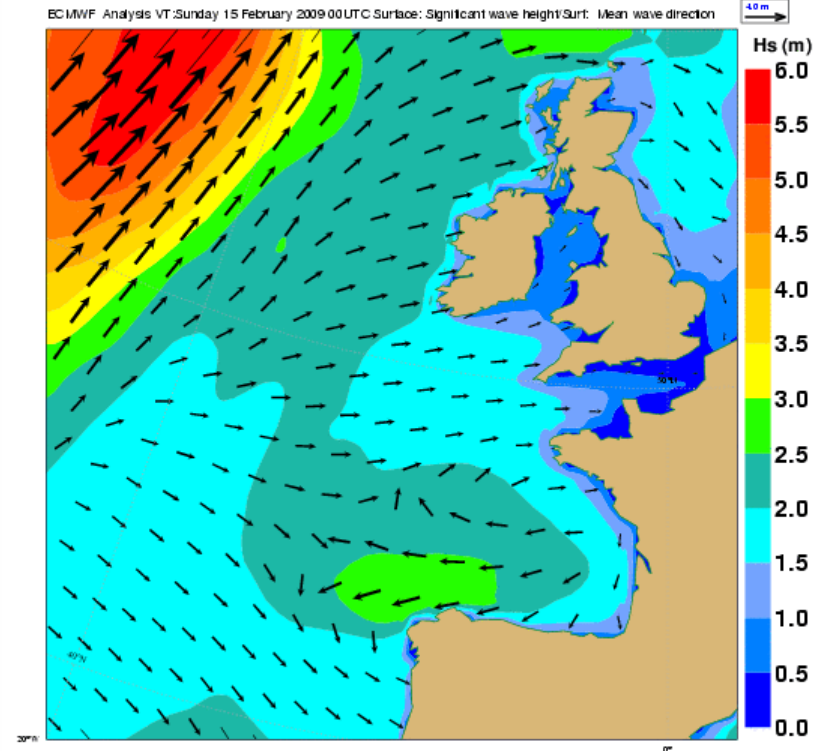 ECMWF Analysis VT:Sunday 15 February 2009 00UTC Surface: Significant wave height/Surf: Mean wave direction
4.0 m
Hs (m)
6.0
5.5
5.0
4.5
4.0
3.5
3.0
2.5
2.0
1.5
1.0
0.5
0.0
50°N
40°N
20°W
0°